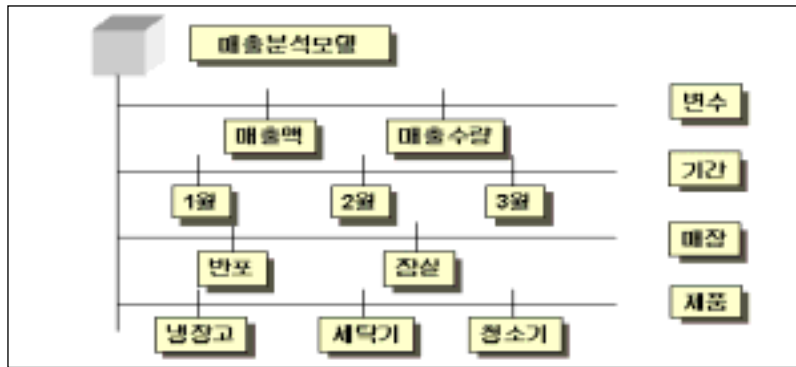 매출분석모델
변수
매출액 매출수량
기간
1월 2월 3월
매장
반포 잠실
제품
냉장고 세탁기 청소기